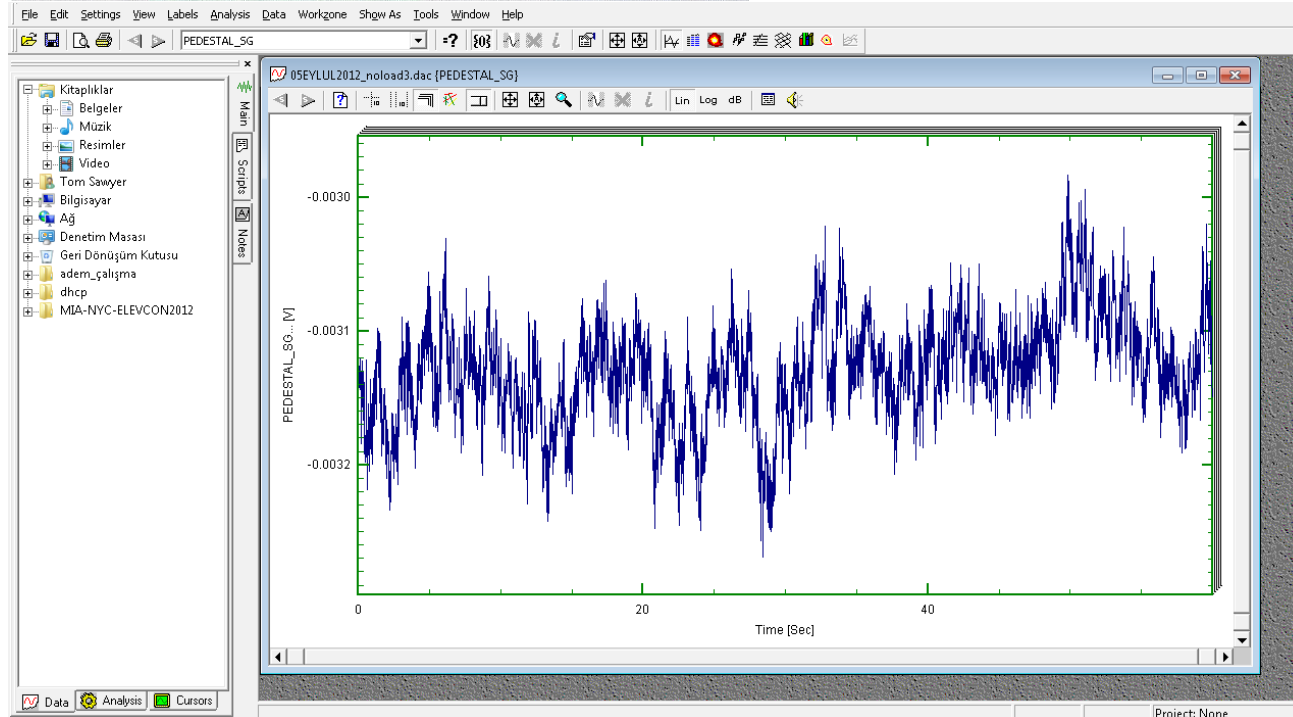 File Edit Settings View Labels Analysis Data Workzone Show As Tools Window Help
PEDESTAL_SG
Kitaplıklar
Belgeler
Müzik
Resimler
Video
Tom Sawyer
Bilgisayar
Ağ
Denetim Masası
Geri Dönüşüm Kutusu
adem_çalışma
dhcp
MIA-NYC-ELEVCON2012
Main
Scripts
Notes
Data Analysis Cursors
05EYLUL2012_noload3.dac {PEDESTAL_SG}
Lin Log dB
-0.0030
-0.0031
-0.0032
PEDESTAL_SG... [V]
0 20 40
Time [Sec]
Project: None